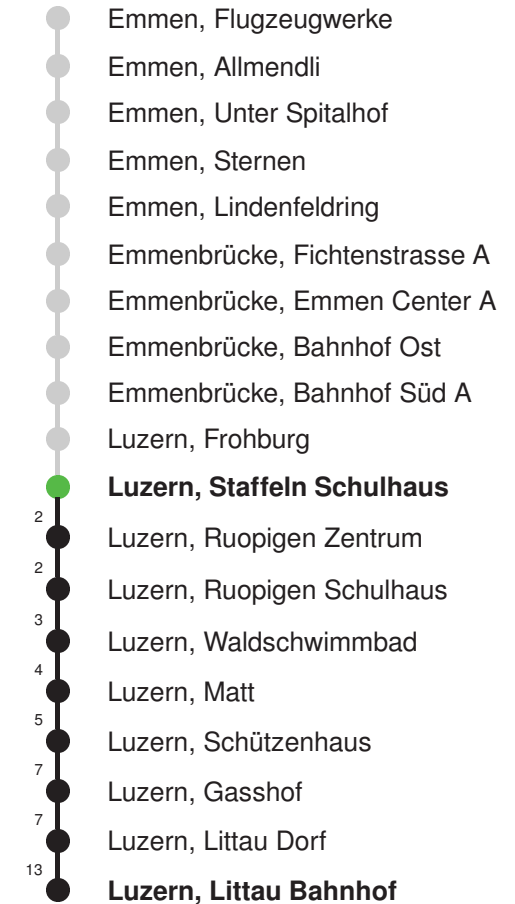 Emmen, Flugzeugwerke
Emmen, Allmendli
Emmen, Unter Spitalhof
Emmen, Sternen
Emmen, Lindenfeldring
Emmenbrücke, Fichtenstrasse A
Emmenbrücke, Emmen Center A
Emmenbrücke, Bahnhof Ost
Emmenbrücke, Bahnhof Süd A
Luzern, Frohburg
Luzern, Staffeln Schulhaus
2 Luzern, Ruopigen Zentrum
2 Luzern, Ruopigen Schulhaus
3 Luzern, Waldschwimmbad
4 Luzern, Matt
5 Luzern, Schützenhaus
7 Luzern, Gasshof
7 Luzern, Littau Dorf
13 Luzern, Littau Bahnhof